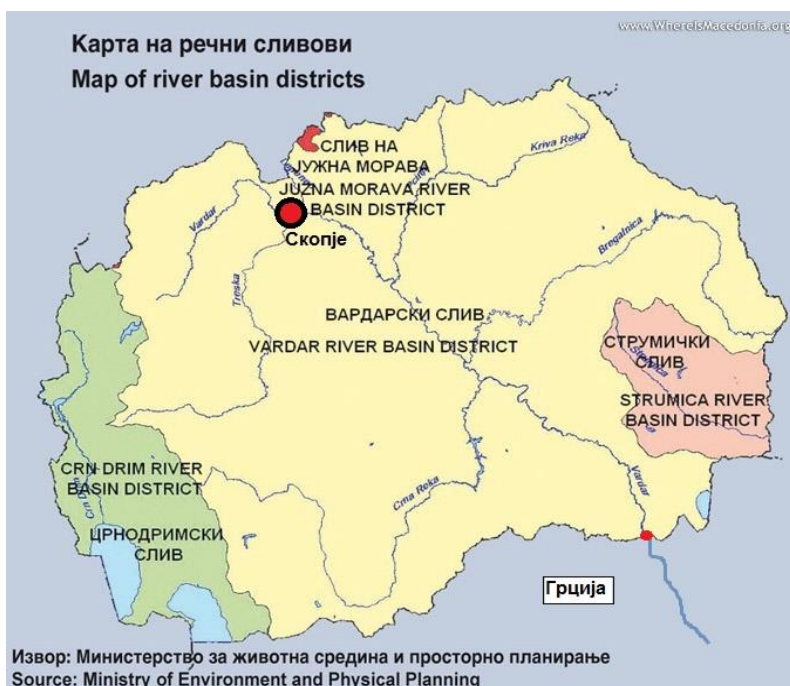 www.WhereIsMacedonia.org
Карта на речни сливови
Map of river basin districts
СЛИВ НА
ЈУЖНА МОРАВА
JUZNA MORAVA RIVER
BASIN DISTRICT
Kriva Reka
Vardar
Скопје
Bregalnica
Treska
ВАРДАРСКИ СЛИВ
VARDAR RIVER BASIN DISTRICT
СТРУМИЧКИ
СЛИВ
Strumica
STRUMICA RIVER
BASIN DISTRICT
CRN DRIM RIVER
BASIN DISTRICT
Crn Drim
ЦРНОДРИМСКИ
СЛИВ
Crna Reka
Vardar
Грција
Извор: Министерство за животна средина и просторно планирање
Source: Ministry of Environment and Physical Planning